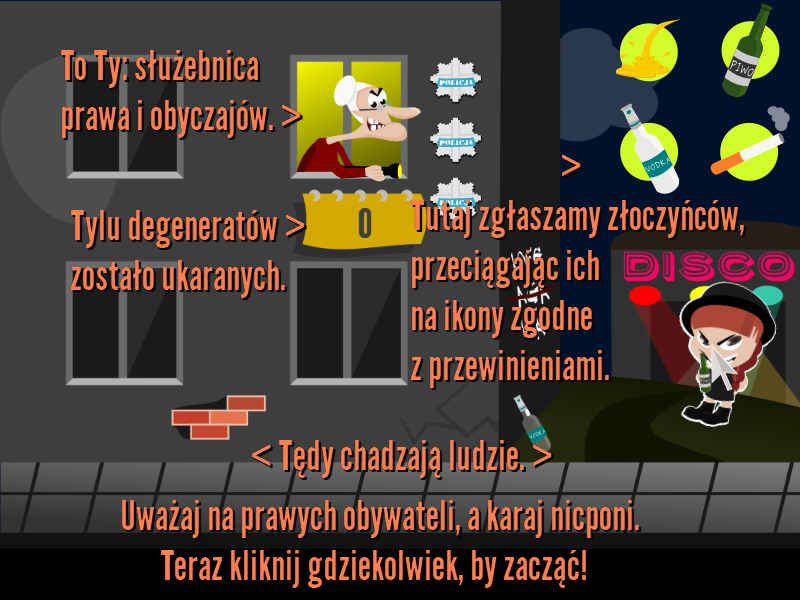 To Ty: służebnica
prawa i obyczajów. >
POLICJA
POLICJA
POLICJA
PIWO
VODKA
>
Tylu degeneratów >
zostało ukaranych.
0
Tutaj zgłaszamy złoczyńców,
przeciągając ich
na ikony zgodne
z przewinieniami.
DISCO
VODKA
< Tędy chadzają ludzie. >
Uważaj na prawych obywateli, a karaj nicponi.
Teraz kliknij gdziekolwiek, by zacząć!